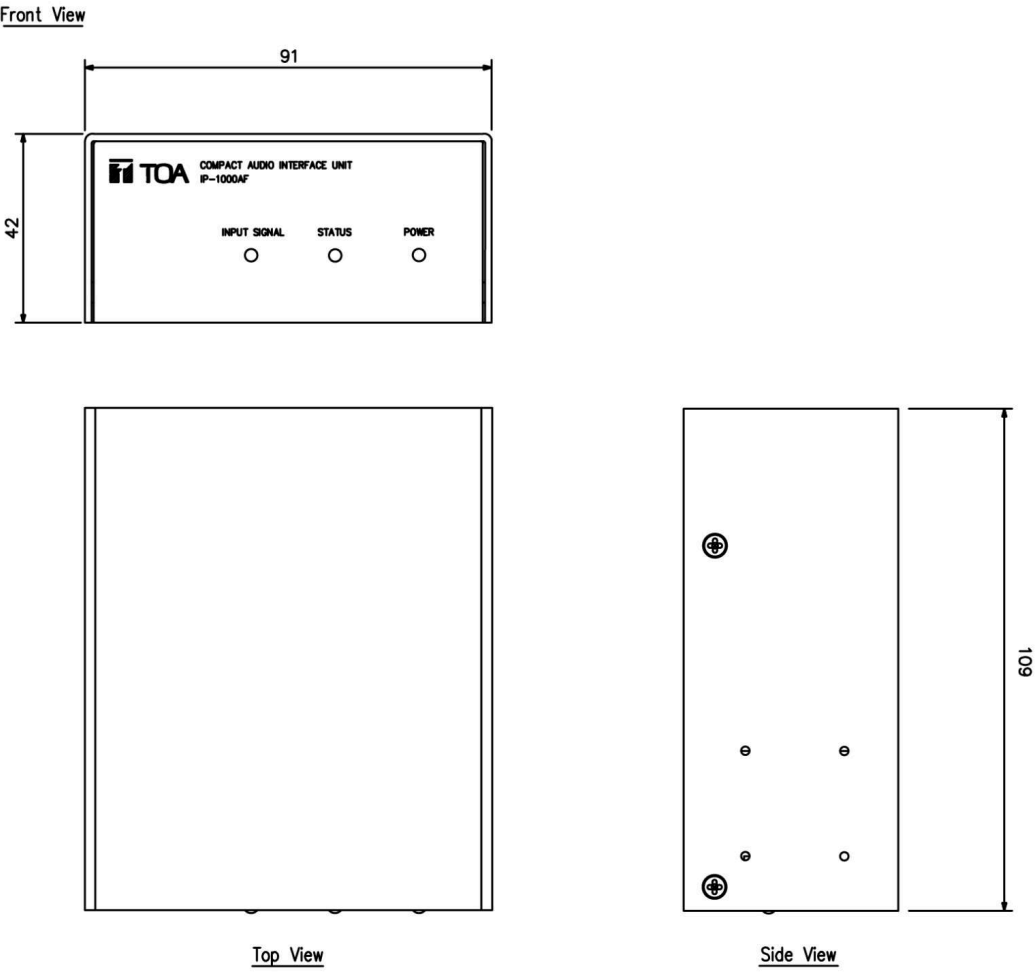 Front View
91
42
TOA
COMPACT AUDIO INTERFACE UNIT
IP-1000AF
INPUT SIGNAL STATUS POWER
109
Top View
Side View